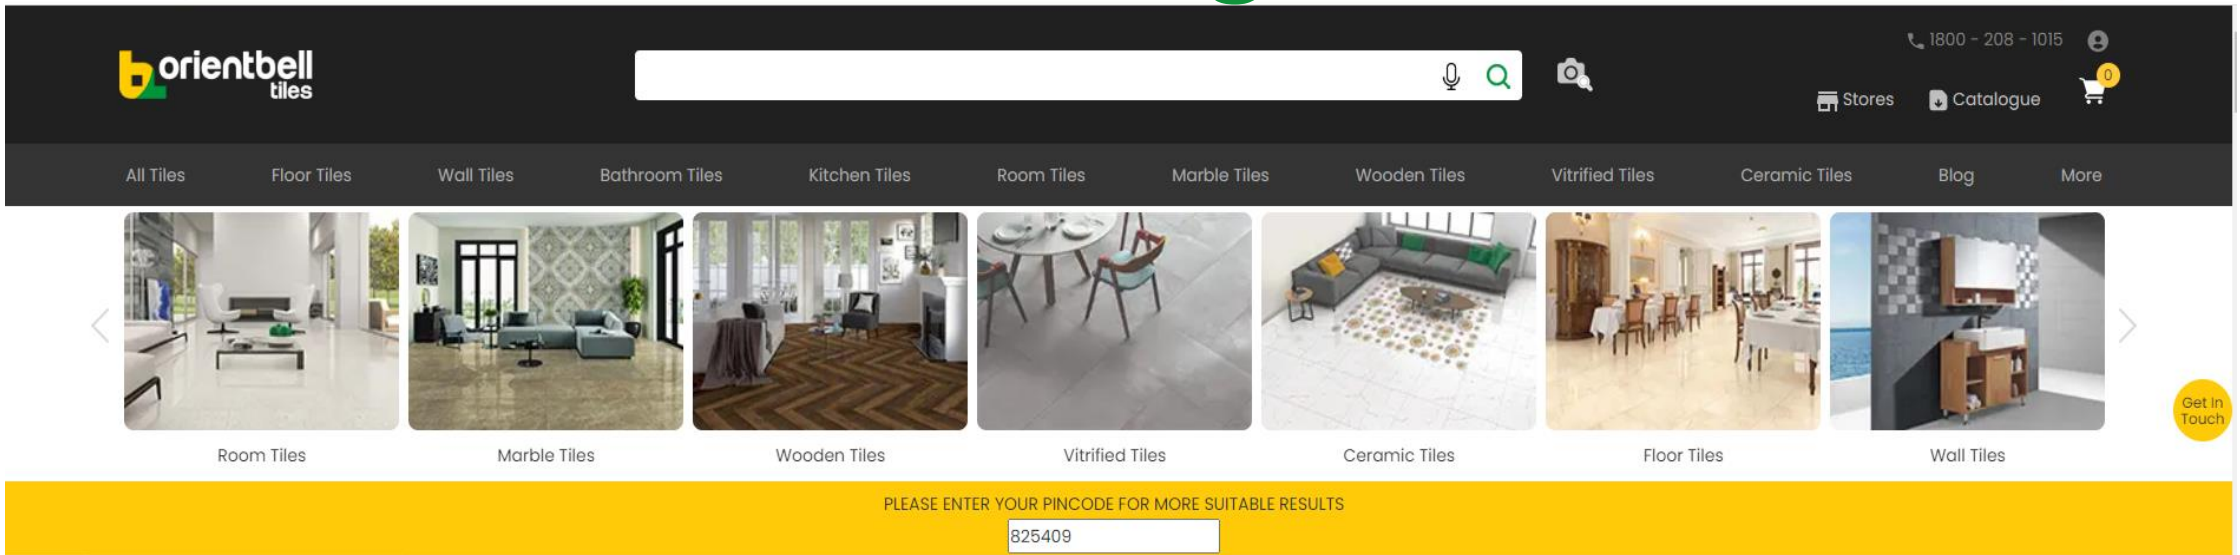 orientbell
tiles
1800 - 208 - 1015
0
Stores
Catalogue
All Tiles
Floor Tiles
Wall Tiles
Bathroom Tiles
Kitchen Tiles
Room Tiles
Marble Tiles
Wooden Tiles
Vitrified Tiles
Ceramic Tiles
Blog
More
Get In
Touch
Room Tiles
Marble Tiles
Wooden Tiles
Vitrified Tiles
Ceramic Tiles
Floor Tiles
Wall Tiles
PLEASE ENTER YOUR PINCODE FOR MORE SUITABLE RESULTS
825409